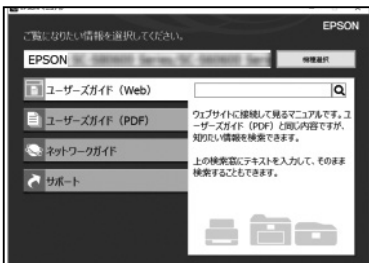 EPSON
ご覧になりたい情報を選択してください。
EPSON
機種選択
ユーザーズガイド（Web）
ユーザーズガイド（PDF）
ネットワークガイド
サポート
ウェブサイトに接続して見るマニュアルです。ユ
ーザーズガイド（PDF）と同じ内容ですが、
知りたい情報を検索できます。
上の検索窓にテキストを入力して、そのまま
検索することもできます。